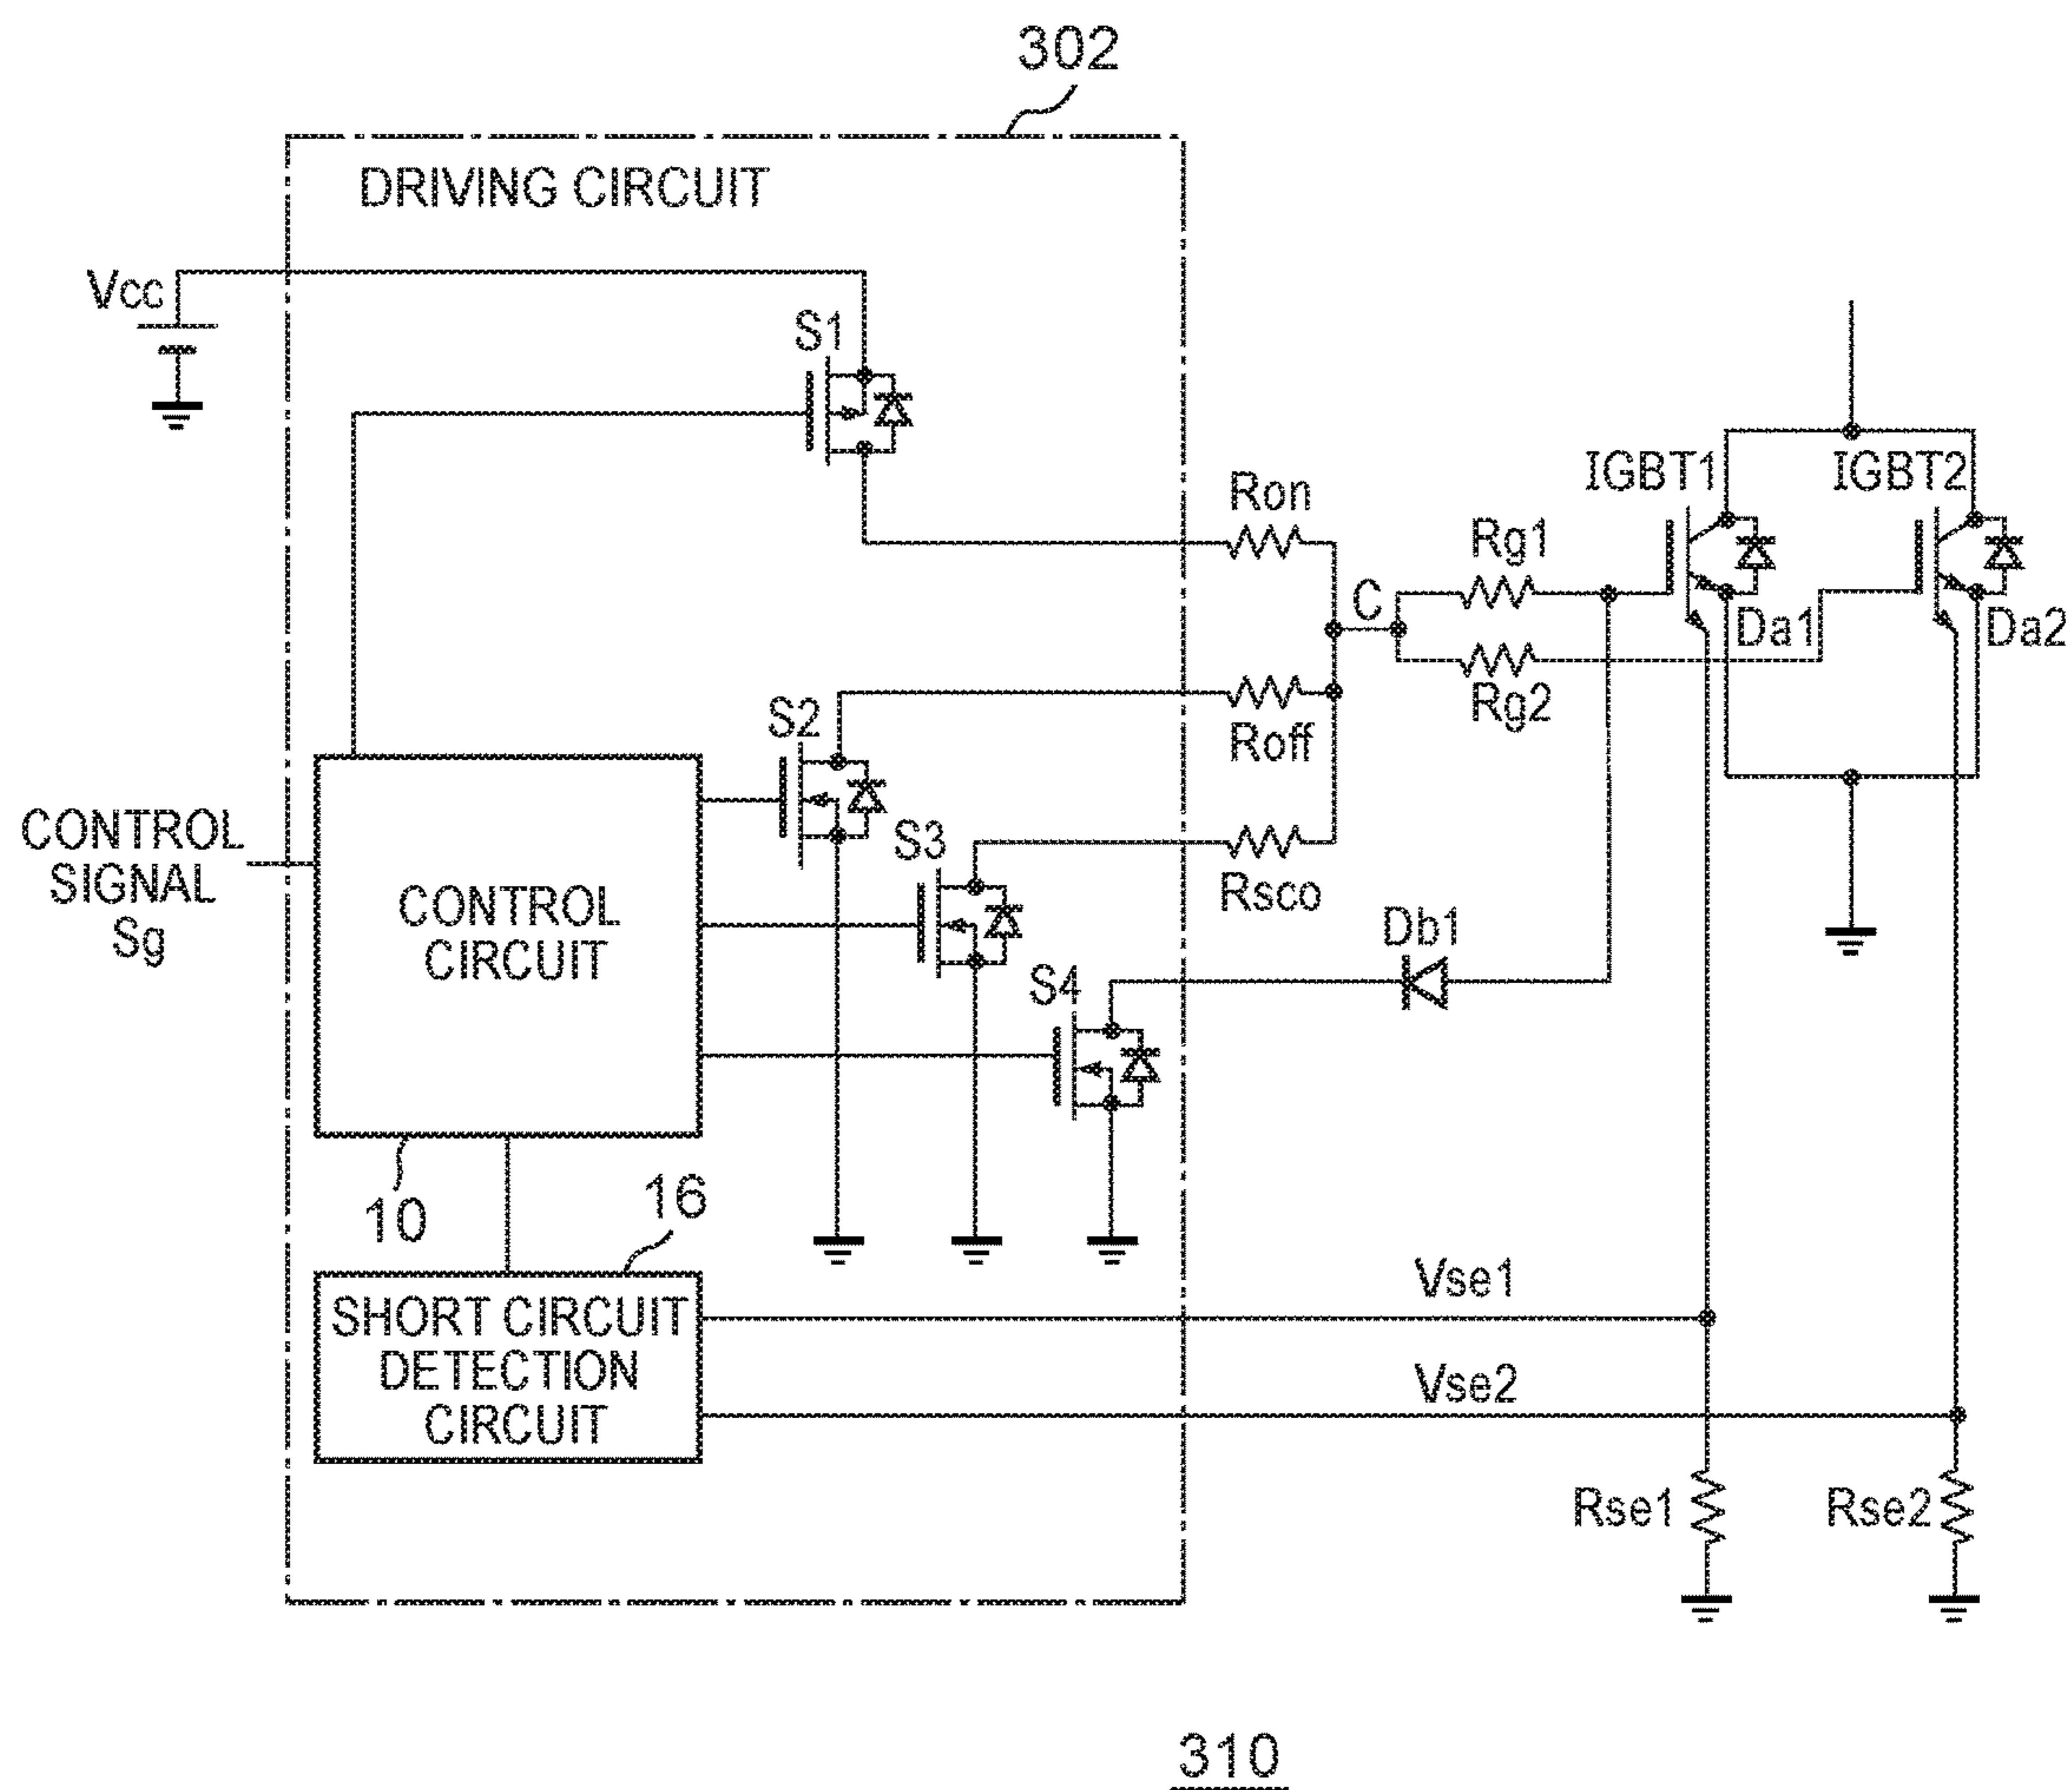 302
DRIVING CIRCUIT
Vcc
S1
Ron
IGBT1
IGBT2
Rg1
C
Da1
Da2
Rg2
S2
Roff
CONTROL
SIGNAL
Sg
CONTROL
CIRCUIT
S3
Rsco
Db1
S4
10
16
SHORT CIRCUIT
DETECTION
CIRCUIT
Vse1
Vse2
Rse1
Rse2
310